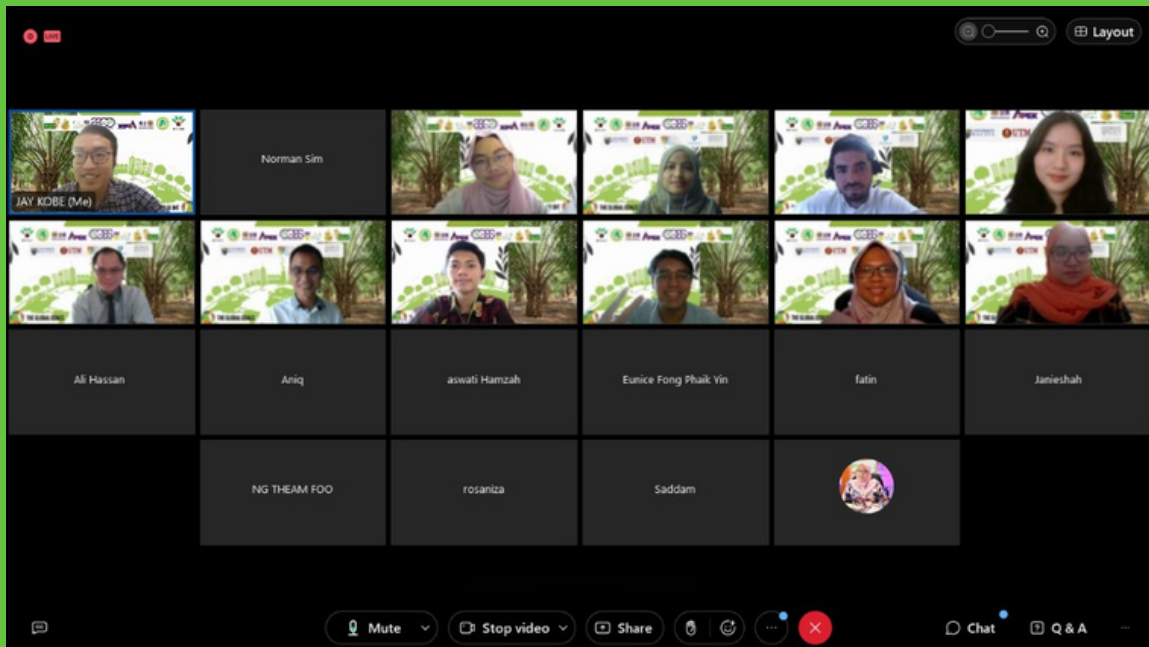 LIVE
Layout
JAY KOBE (Me)
Norman Sim
Ali Hassan
Aniq
aswati Hamzah
Eunice Fong Phaik Yin
fatin
Janieshah
NG THEAM FOO
rosaniza
Saddam
Mute
Stop video
Share
Chat
Q & A